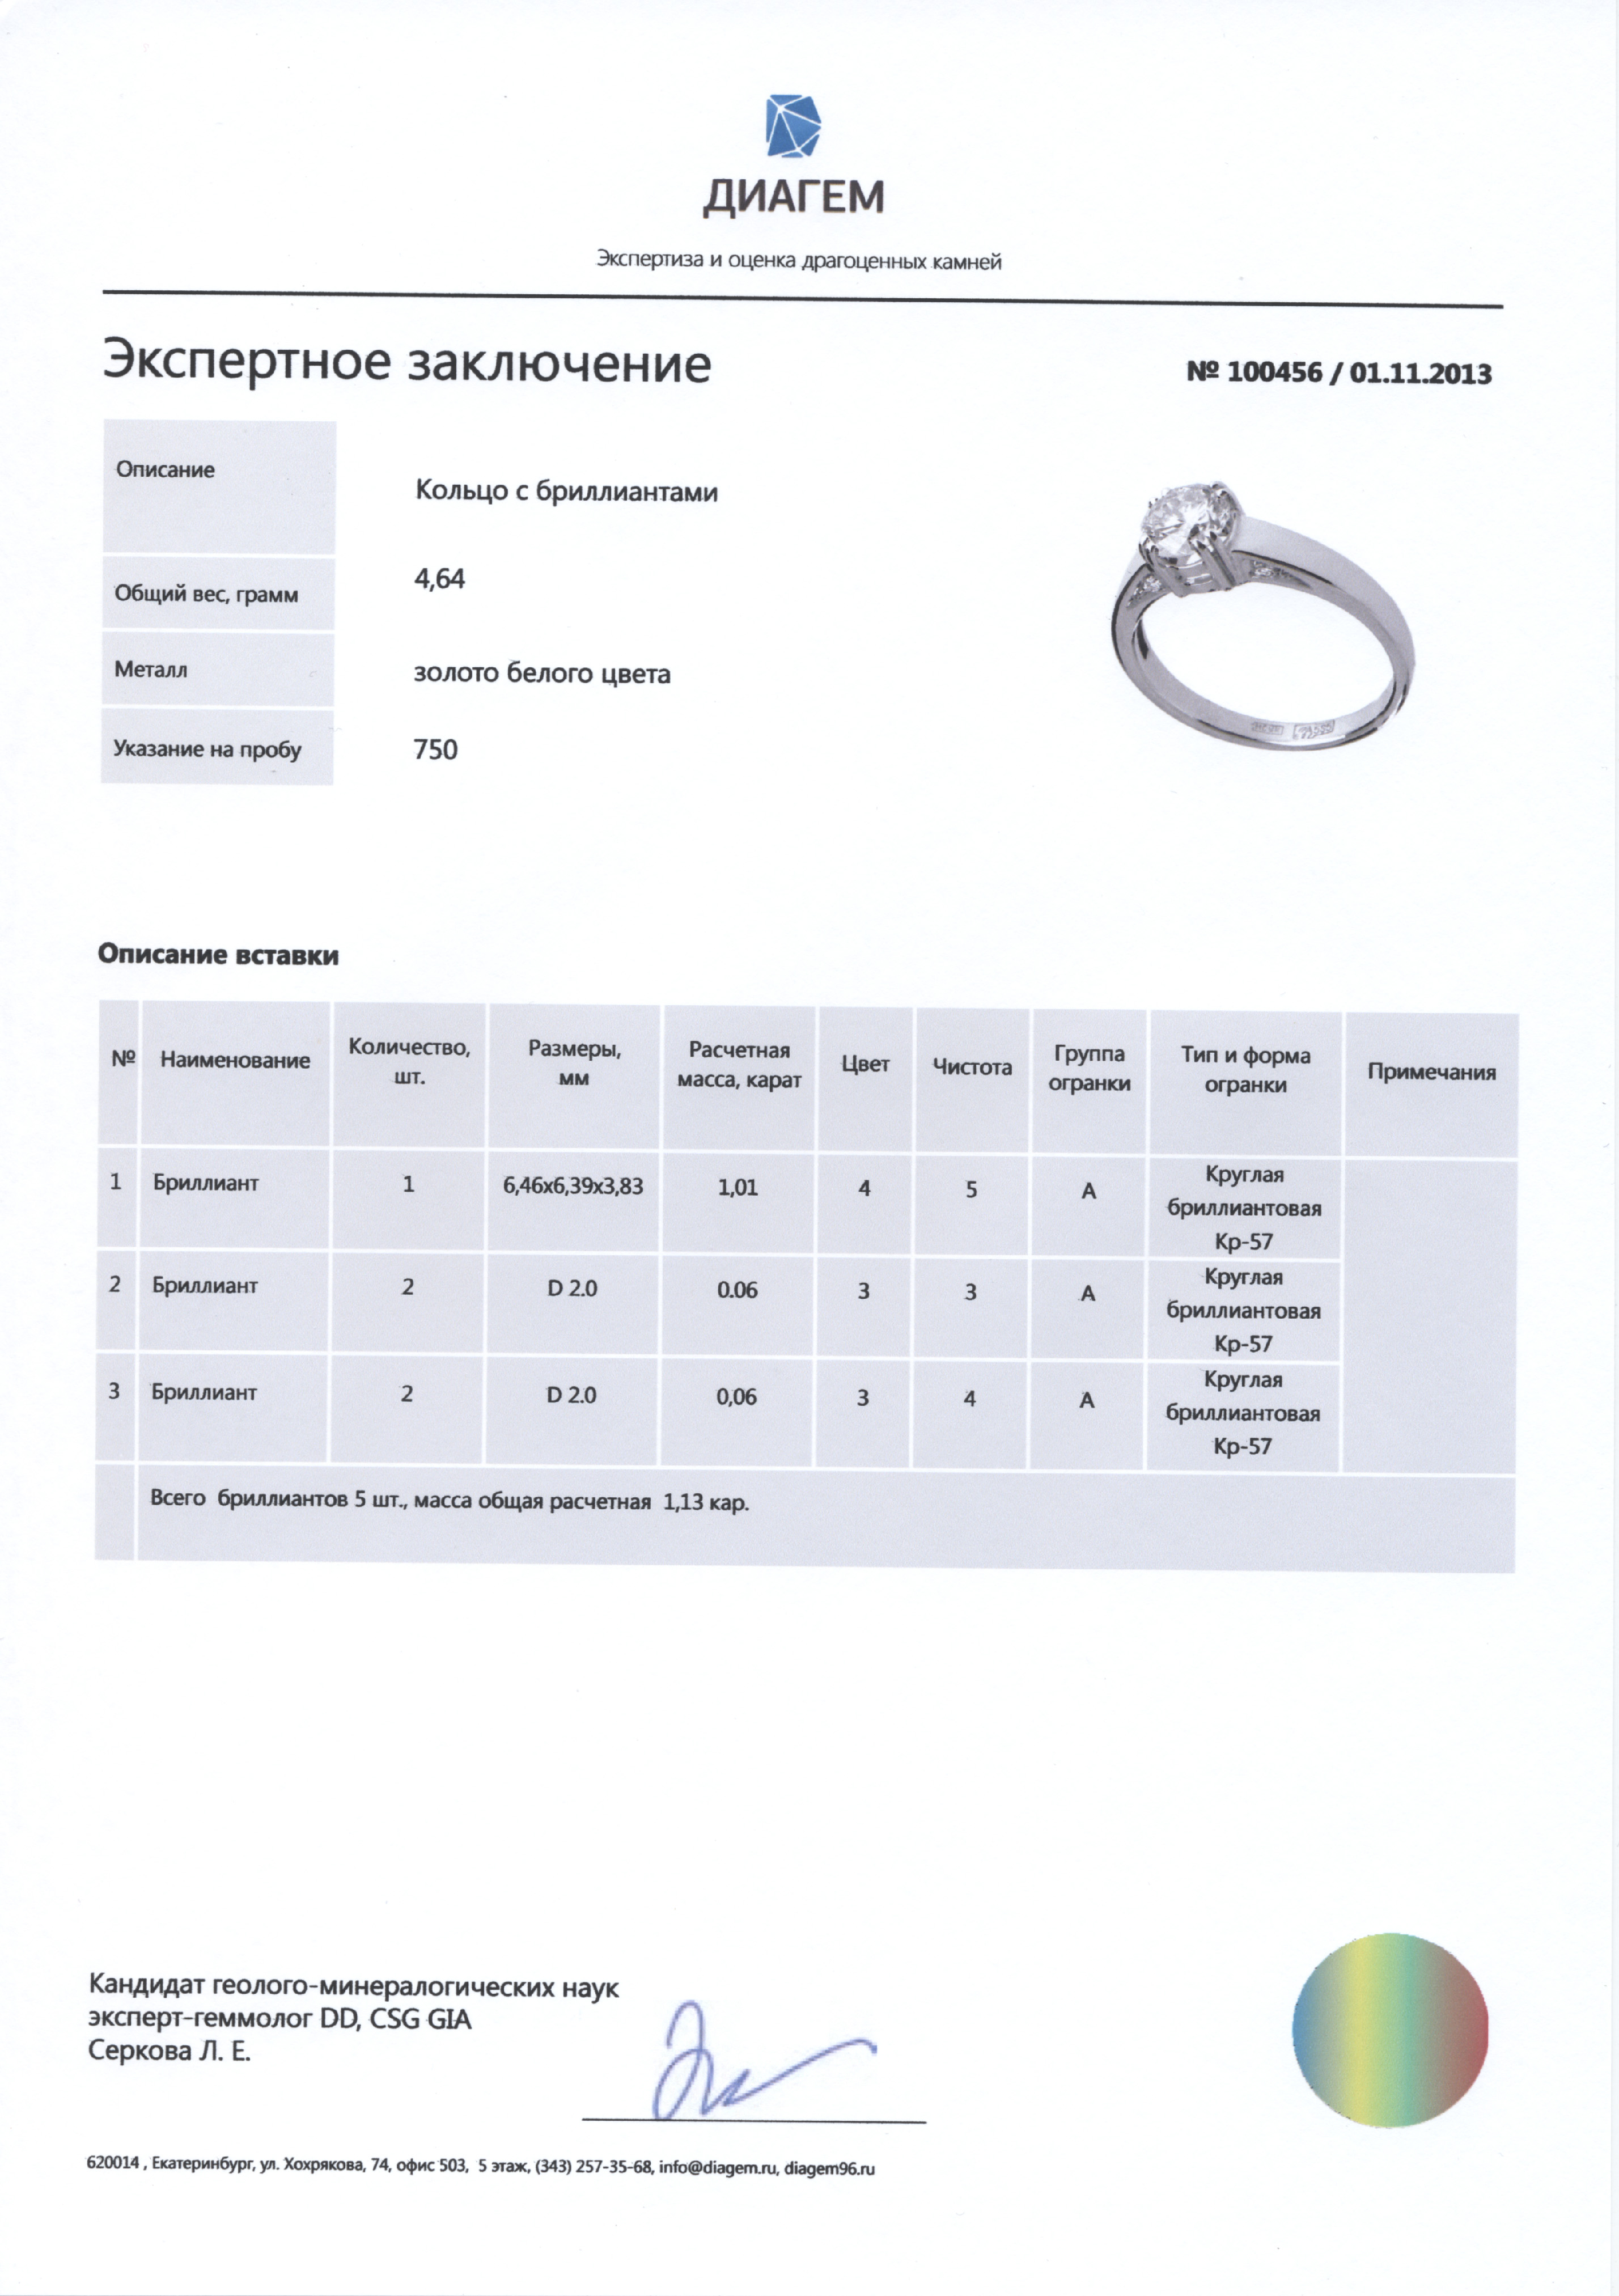 ДИАГЕМ
Экспертиза и оценка драгоценных камней
Экспертное заключение
№ 100456 / 01.11.2013
Описание
Кольцо с бриллиантами
Общий вес, грамм
4,64
Металл
золото белого цвета
Указание на пробу
750
Описание вставки
№ Наименование Количество, шт. Размеры, мм Расчетная масса, карат Цвет Чистота Группа огранки Тип и форма огранки Примечания
1 Бриллиант 1 6,46х6,39х3,83 1,01 4 5 А Круглая бриллиантовая Кр-57
2 Бриллиант 2 D 2.0 0.06 3 3 А Круглая бриллиантовая Кр-57
3 Бриллиант 2 D 2.0 0,06 3 4 А Круглая бриллиантовая Кр-57
Всего бриллиантов 5 шт., масса общая расчетная 1,13 кар.
Кандидат геолого-минералогических наук
эксперт-геммолог DD, CSG GIA
Серкова Л. Е.
620014 , Екатеринбург, ул. Хохрякова, 74, офис 503, 5 этаж, (343) 257-35-68, info@diagem.ru, diagem96.ru